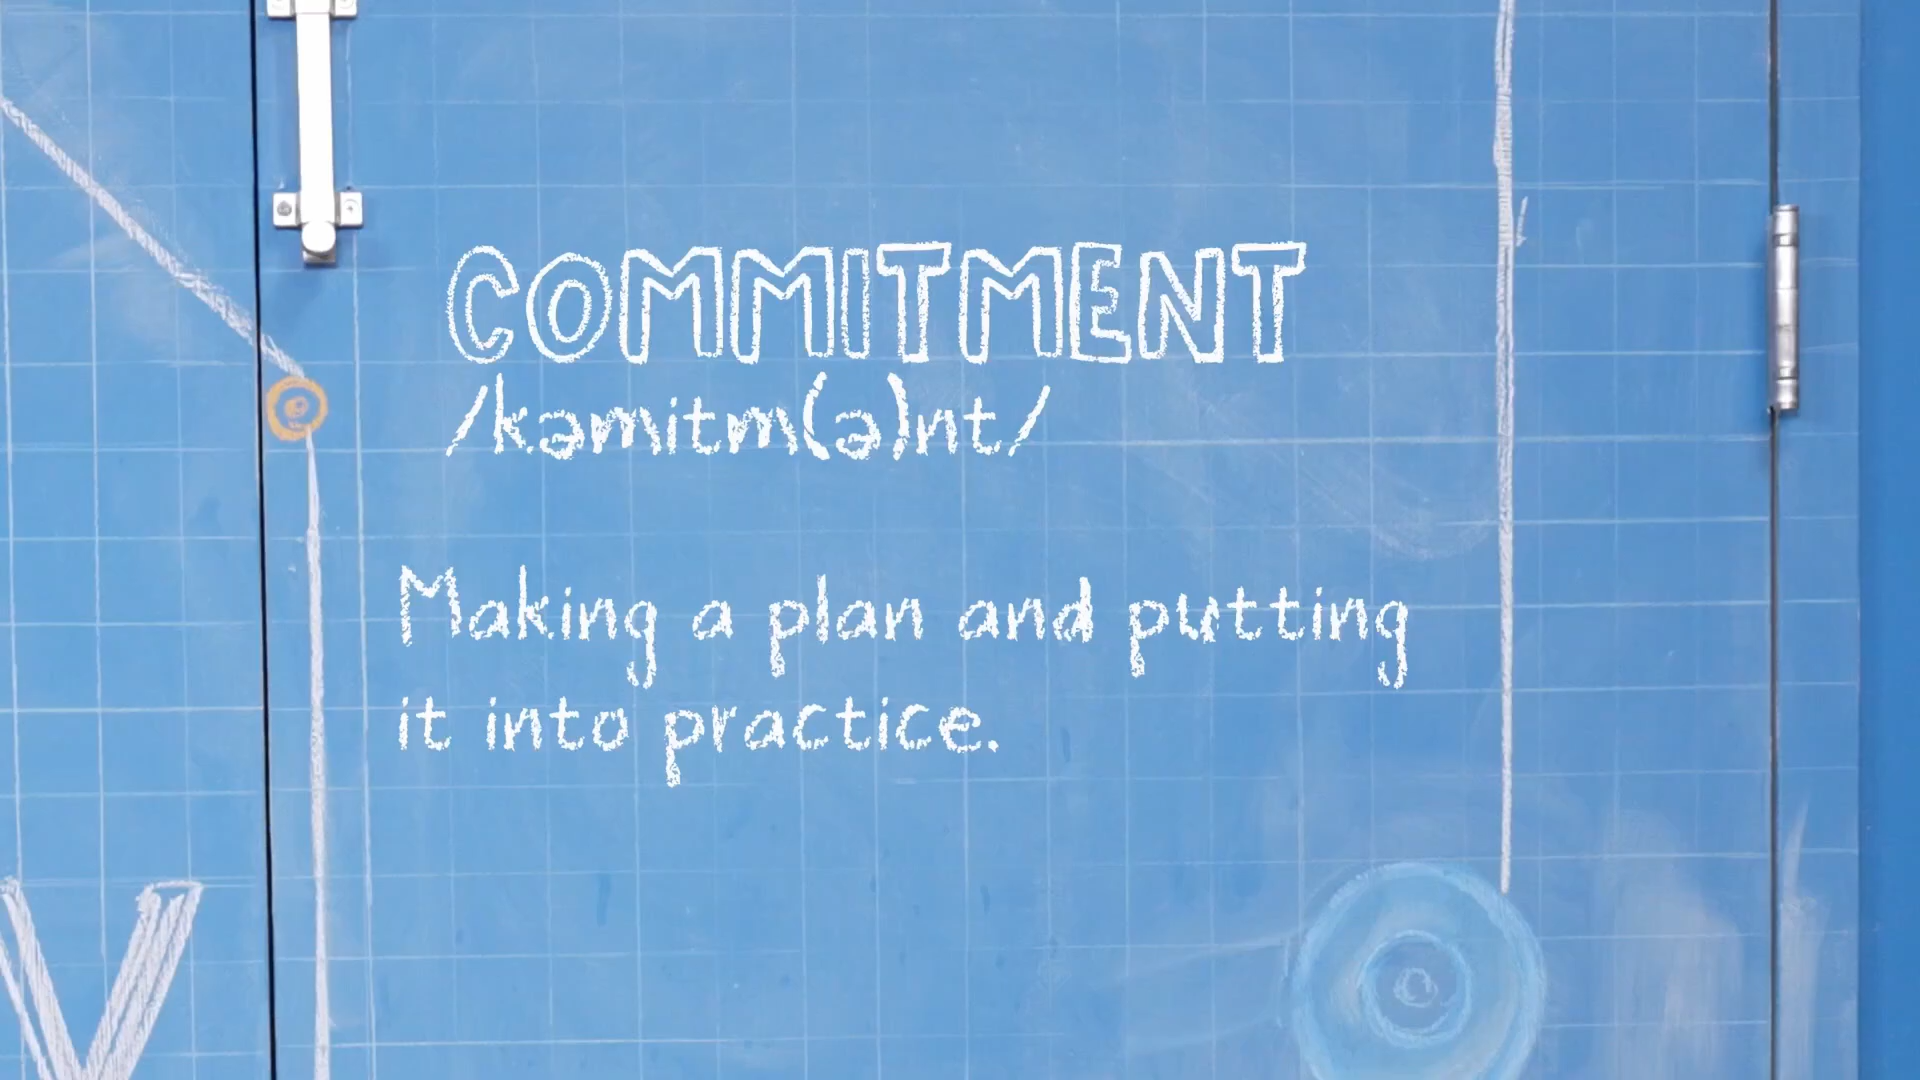 COMMITMENT
/kəmitm(ə)nt/
Making a plan and putting
it into practice.
V